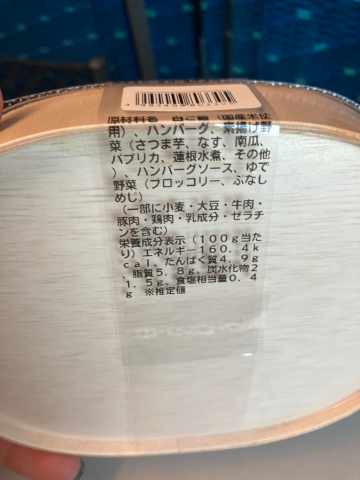 原材料名 白ご飯（国産米使
用）、ハンバーグ、素揚げ野
菜（さつま芋、なす、南瓜、
パプリカ、蓮根水煮、その他
）、ハンバーグソース、ゆで
野菜（ブロッコリー、ぶなし
めじ）
（一部に小麦・大豆・牛肉・
豚肉・鶏肉・乳成分・ゼラチ
ンを含む）
栄養成分表示（１００ｇ当た
り）エネルギー１６０．４ｋ
ｃａｌ、たんぱく質４．９ｇ
、脂質５．８ｇ、炭水化物２
１．５ｇ、食塩相当量０．４
ｇ ※推定値